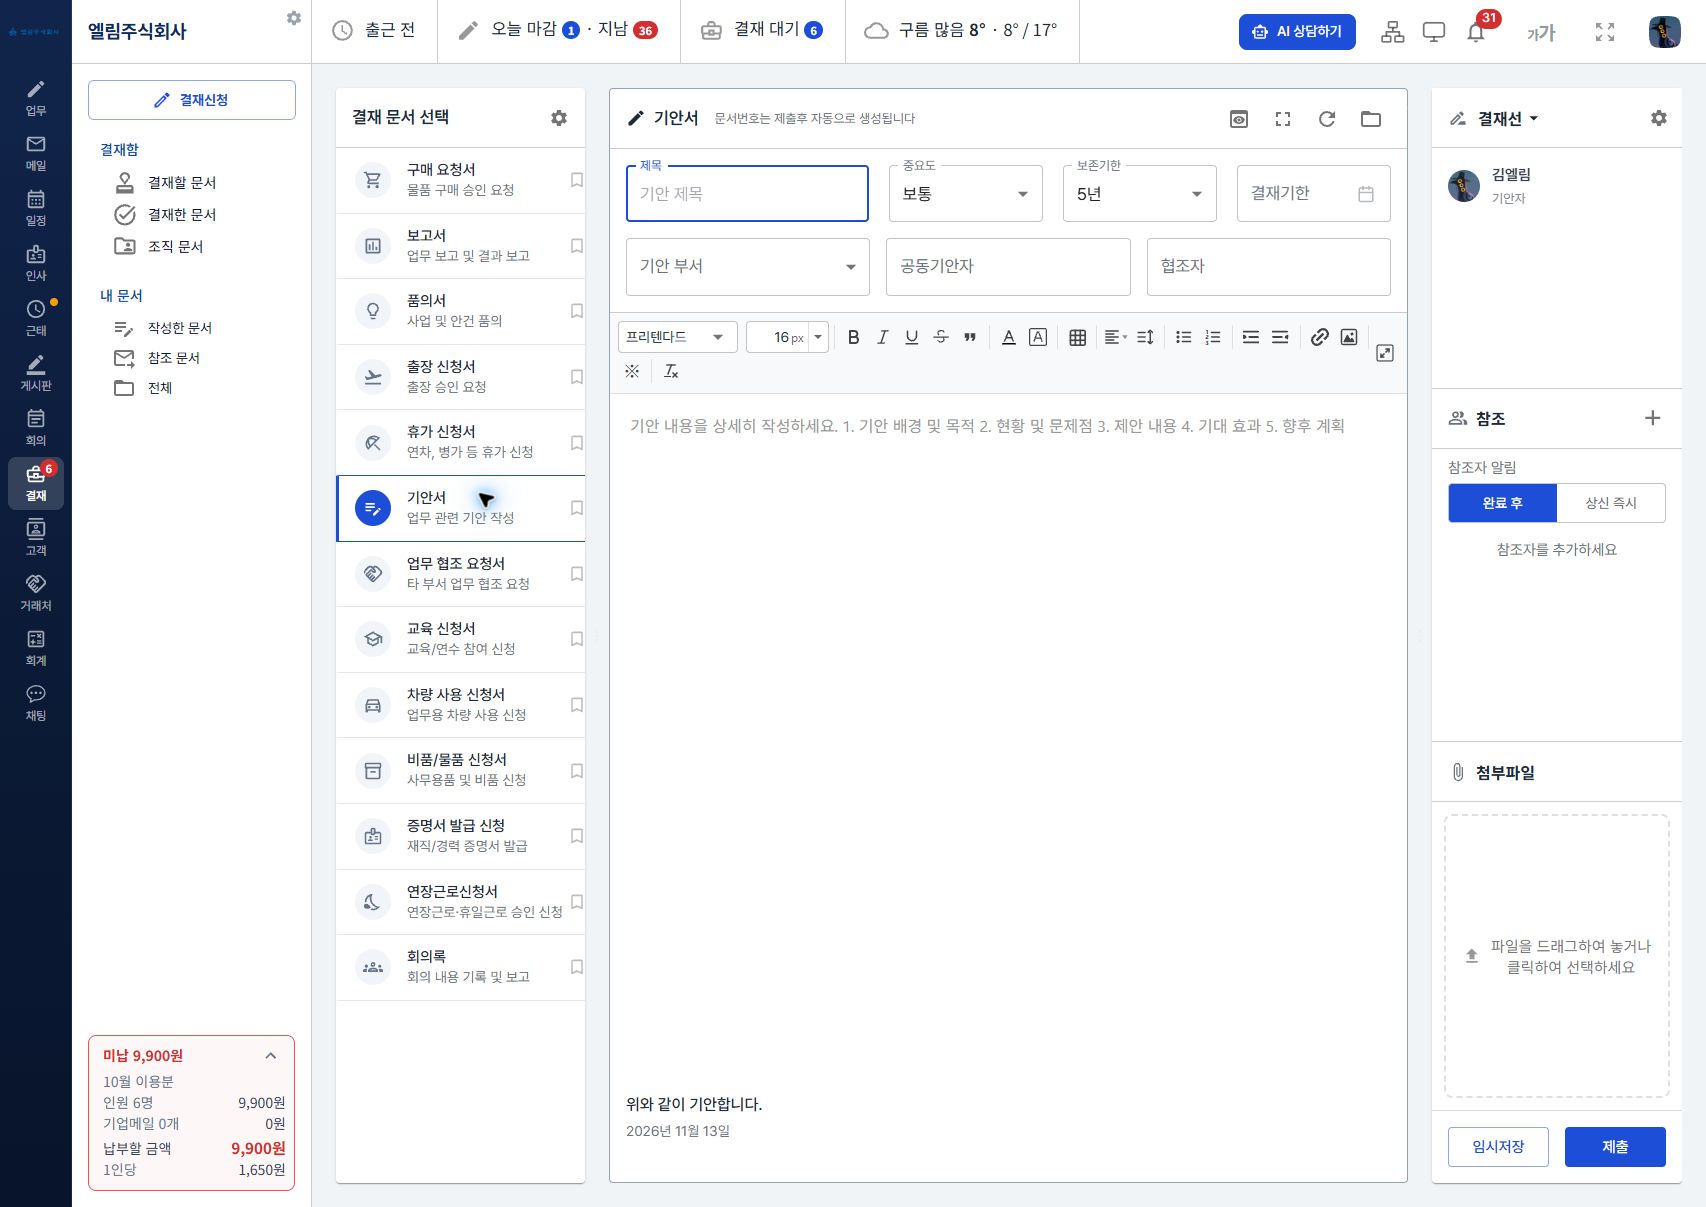 엘림주식회사
업무
메일
일정
인사
근태
게시판
회의
6
결재
고객
거래처
회계
채팅
엘림주식회사
결재신청
결재함
결재할 문서
결재한 문서
조직 문서
내 문서
작성한 문서
참조 문서
전체
미납 9,900원
10월 이용분
인원 6명 9,900원
기업메일 0개 0원
납부할 금액 9,900원
1인당 1,650원
출근 전
오늘 마감 1 · 지남 36
결재 대기 6
구름 많음 8° · 8° / 17°
AI 상담하기
31
가가
결재 문서 선택
구매 요청서
물품 구매 승인 요청
보고서
업무 보고 및 결과 보고
품의서
사업 및 안건 품의
출장 신청서
출장 승인 요청
휴가 신청서
연차, 병가 등 휴가 신청
기안서
업무 관련 기안 작성
업무 협조 요청서
타 부서 업무 협조 요청
교육 신청서
교육/연수 참여 신청
차량 사용 신청서
업무용 차량 사용 신청
비품/물품 신청서
사무용품 및 비품 신청
증명서 발급 신청
재직/경력 증명서 발급
연장근로신청서
연장근로·휴일근로 승인 신청
회의록
회의 내용 기록 및 보고
기안서 문서번호는 제출후 자동으로 생성됩니다
제목
기안 제목
중요도
보통
보존기한
5년
결재기한
기안 부서
공동기안자
협조자
프리텐다드
16 px
기안 내용을 상세히 작성하세요. 1. 기안 배경 및 목적 2. 현황 및 문제점 3. 제안 내용 4. 기대 효과 5. 향후 계획
위와 같이 기안합니다.
2026년 11월 13일
결재선
김엘림
기안자
참조
참조자 알림
완료 후
상신 즉시
참조자를 추가하세요
첨부파일
파일을 드래그하여 놓거나
클릭하여 선택하세요
임시저장
제출